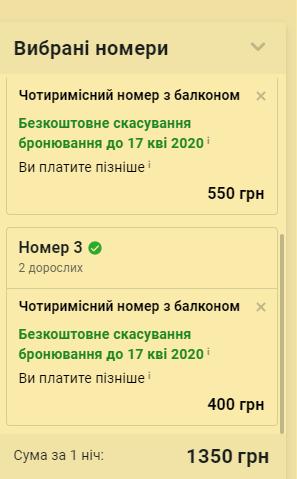 Вибрані номери
Чотиримісний номер з балконом
Безкоштовне скасування
бронювання до 17 кві 2020 i
Ви платите пізніше i
550 грн
Номер 3
2 дорослих
Чотиримісний номер з балконом
Безкоштовне скасування
бронювання до 17 кві 2020 i
Ви платите пізніше i
400 грн
Сума за 1 ніч: 1350 грн